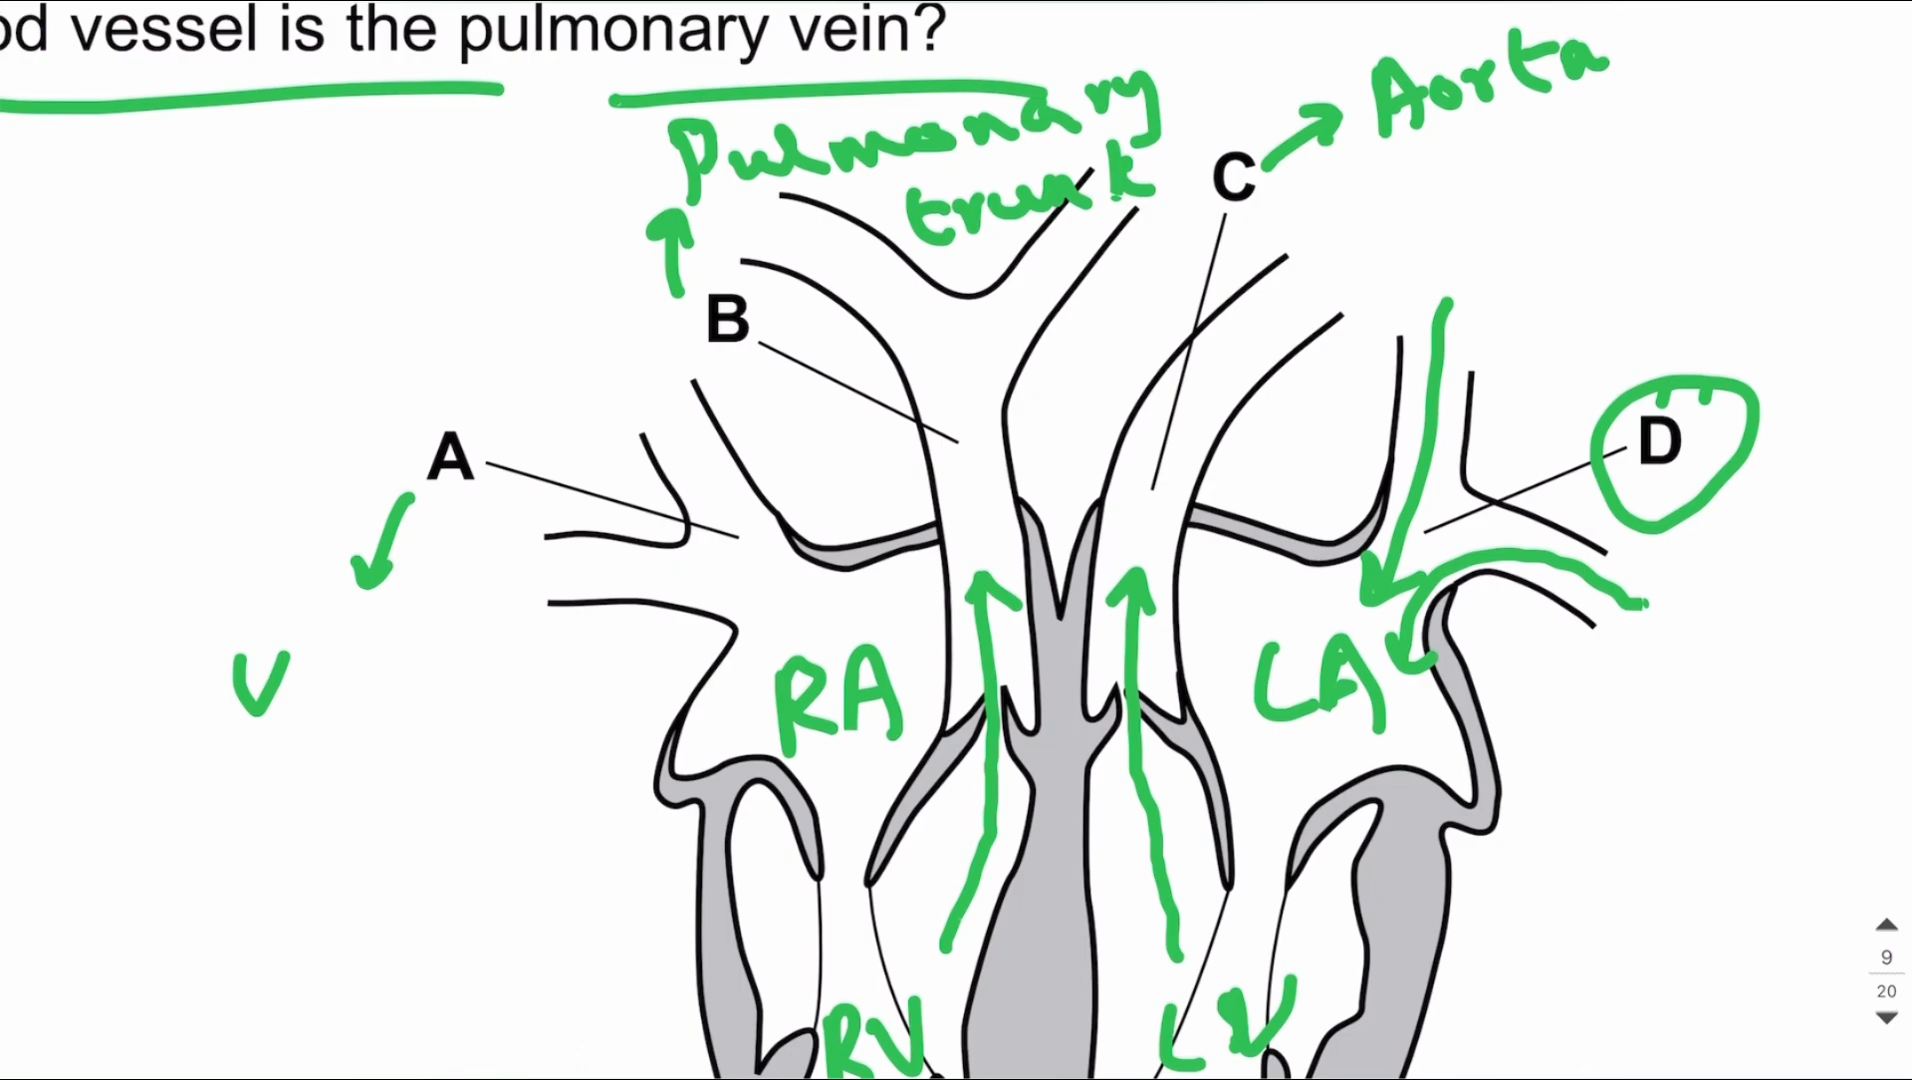 od vessel is the pulmonary vein?
Aorta
Pulmonary
trunk
C
B
D
A
V
RA
LA
RV
LV
9
20